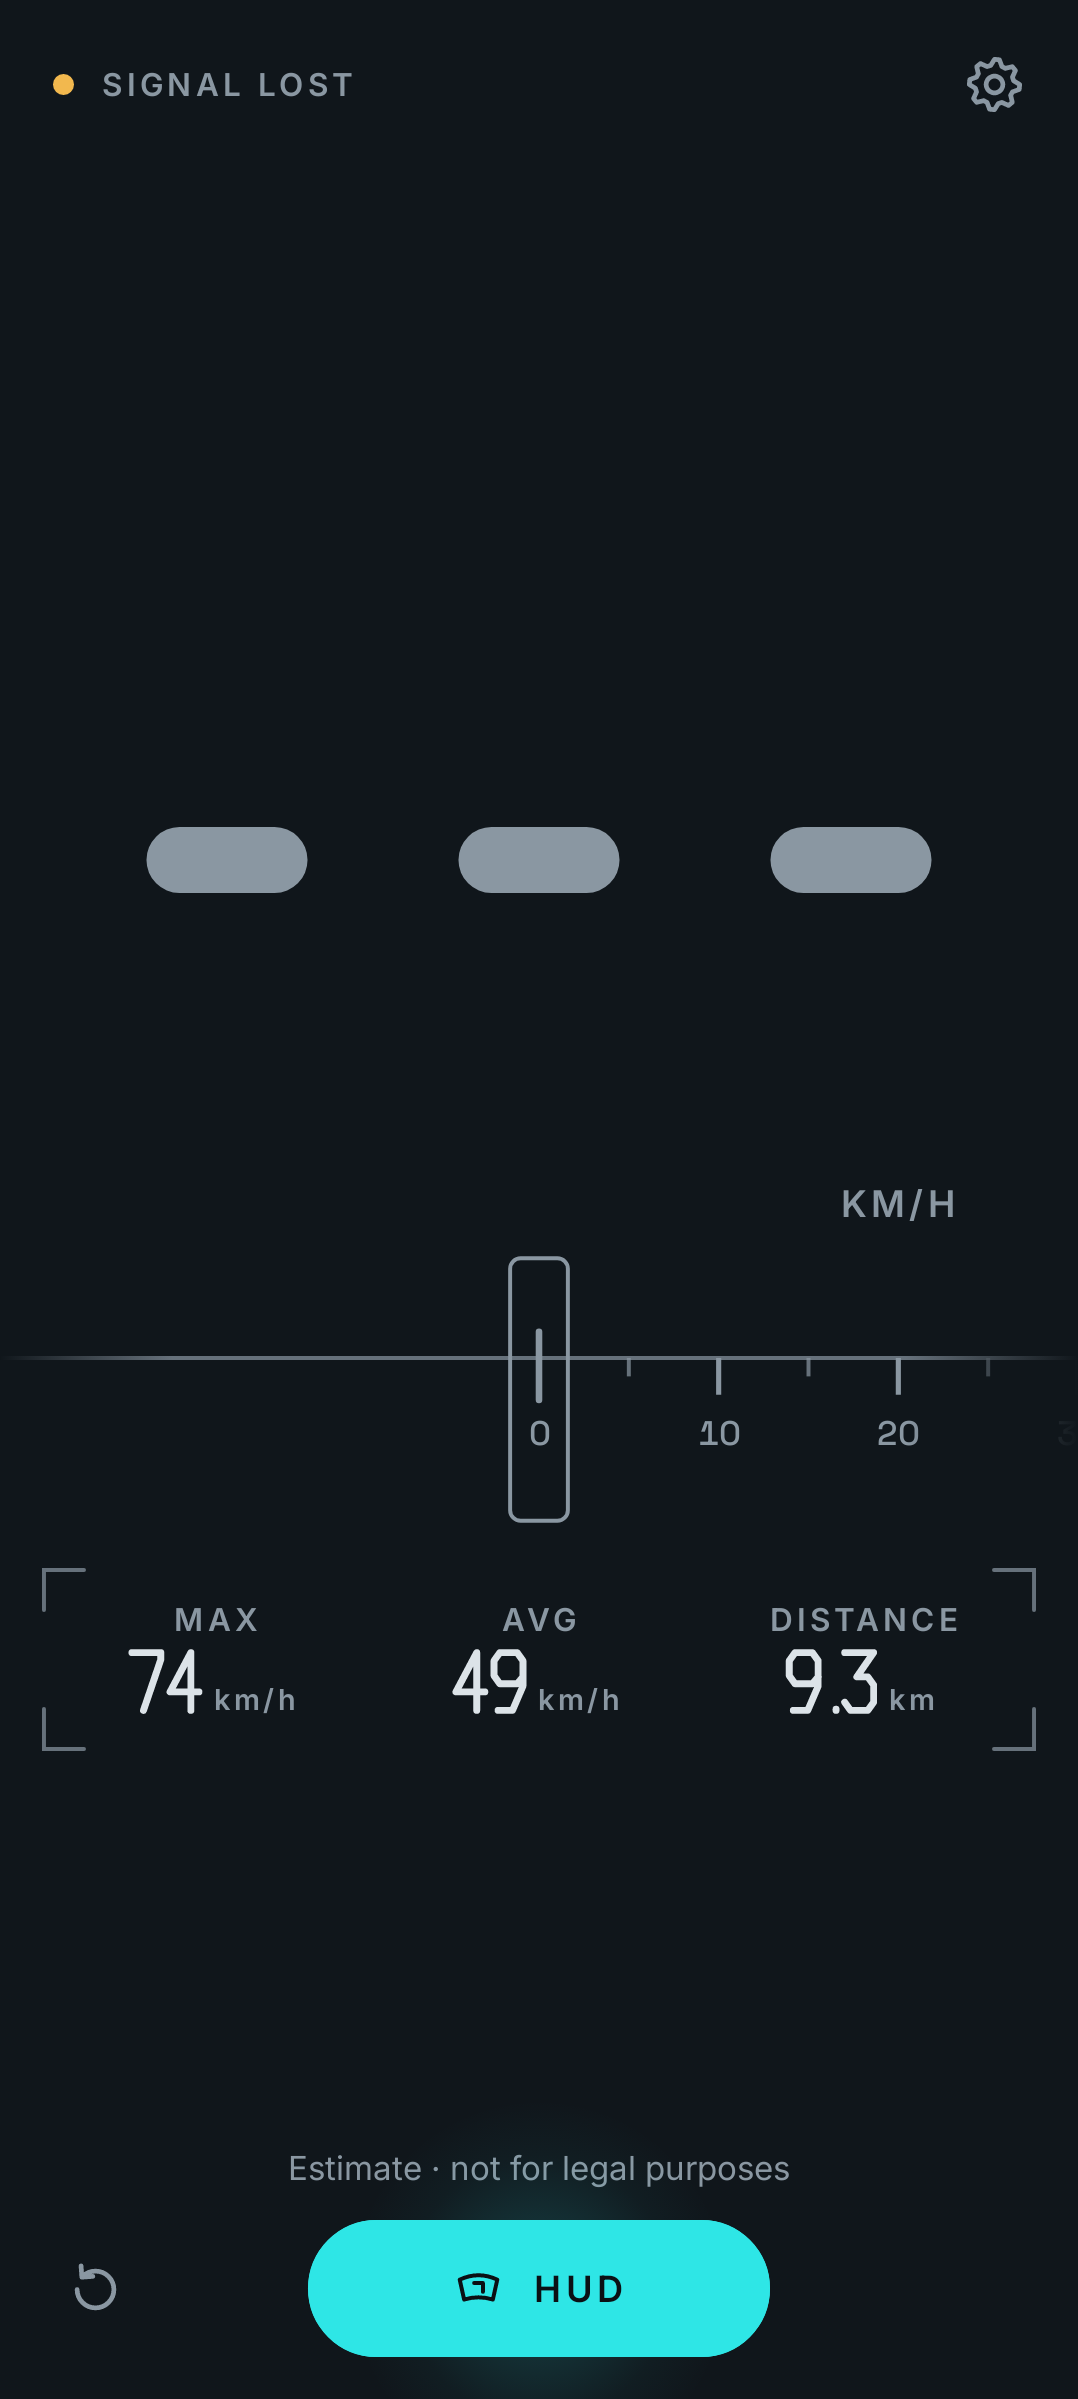 SIGNAL LOST
KM/H
0 10 20
MAX AVG DISTANCE
74 km/h 49 km/h 9.3 km
Estimate · not for legal purposes
HUD